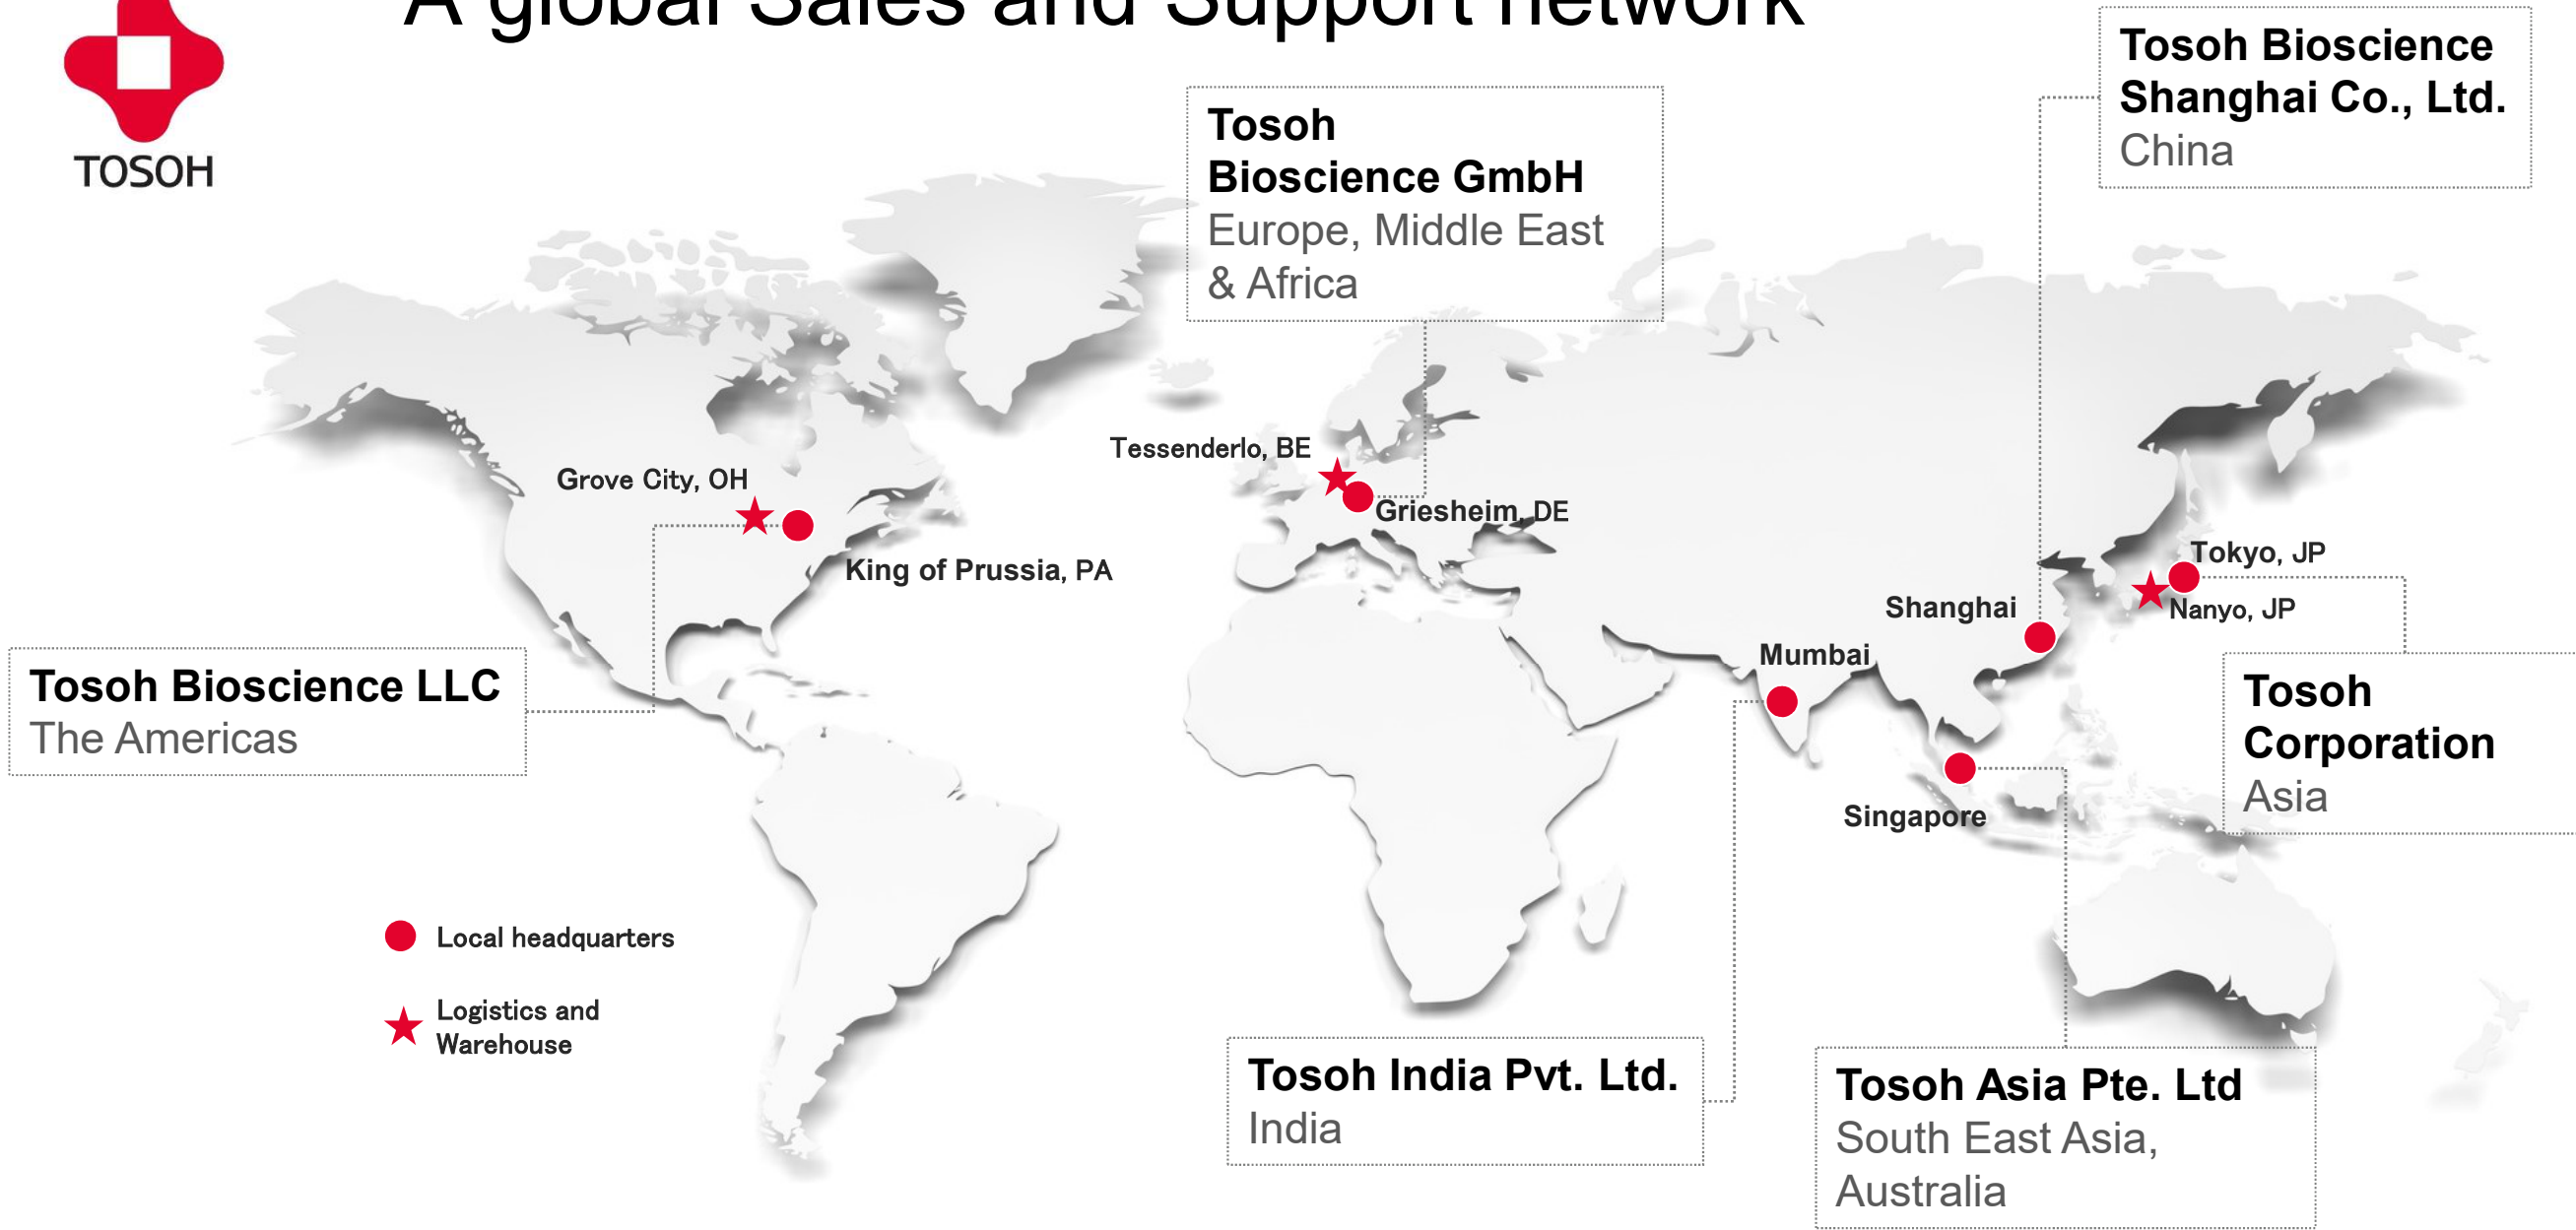 A global Sales and Support network
TOSOH
Tosoh Bioscience
Shanghai Co., Ltd.
China
Tosoh
Bioscience GmbH
Europe, Middle East
& Africa
Tessenderlo, BE
Griesheim, DE
Grove City, OH
King of Prussia, PA
Tokyo, JP
Nanyo, JP
Shanghai
Mumbai
Singapore
Tosoh Bioscience LLC
The Americas
Tosoh
Corporation
Asia
Local headquarters
Logistics and
Warehouse
Tosoh India Pvt. Ltd.
India
Tosoh Asia Pte. Ltd
South East Asia,
Australia